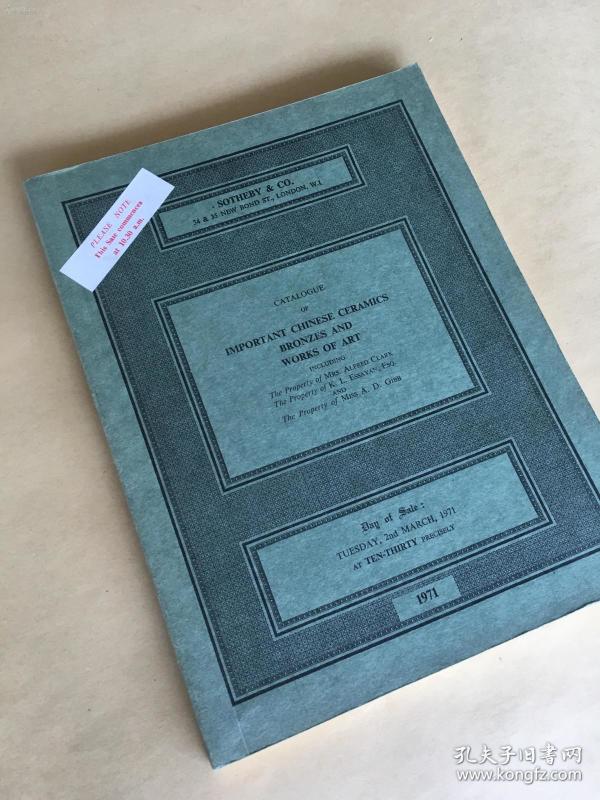 PLEASE NOTE
This Sale commences
at 10.30 a.m.
SOTHEBY & CO.
34 & 35 NEW BOND ST., LONDON, W.1
CATALOGUE
OF
IMPORTANT CHINESE CERAMICS
BRONZES AND
WORKS OF ART
INCLUDING
The Property of MRS. ALFRED CLARK
The Property of K. L. ESSAYAN, ESQ.
AND
The Property of MISS A. D. GIBB
Day of Sale:
TUESDAY, 2nd MARCH, 1971
AT TEN-THIRTY PRECISELY
1971
孔夫子旧书网
www.kongfz.com